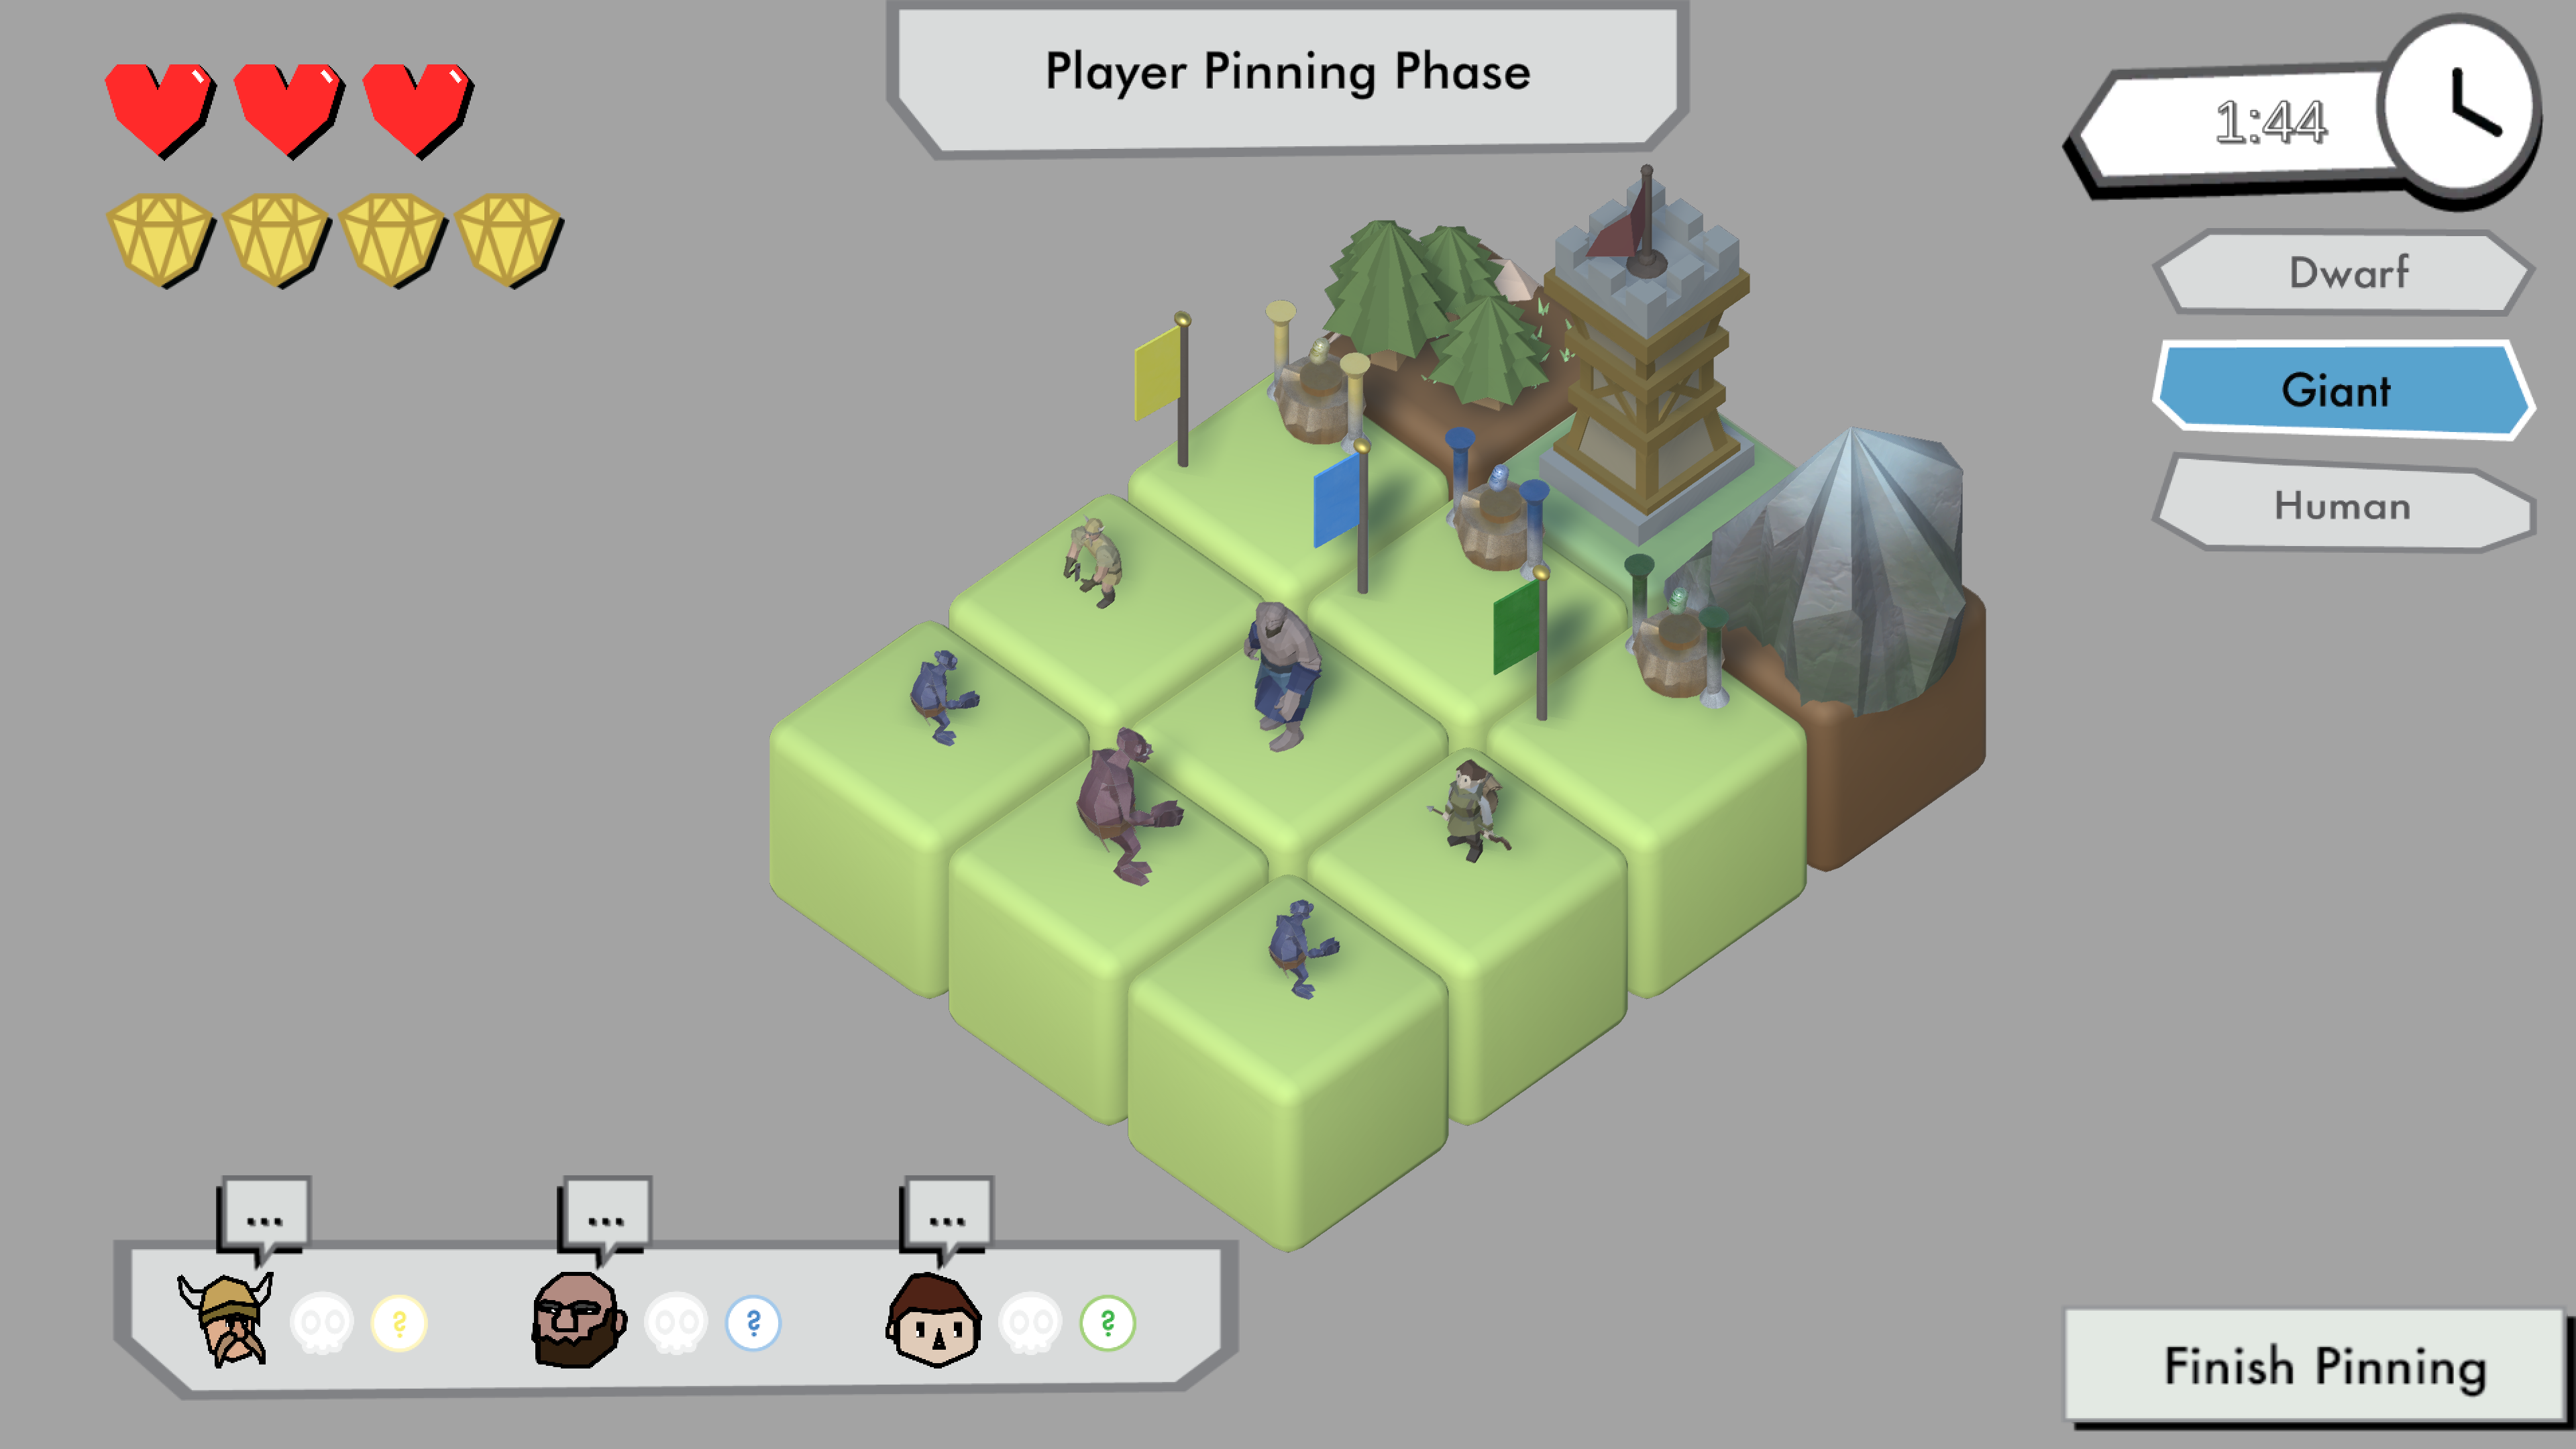 Player Pinning Phase
1:44
Dwarf
Giant
Human
...
...
...
?
?
?
Finish Pinning